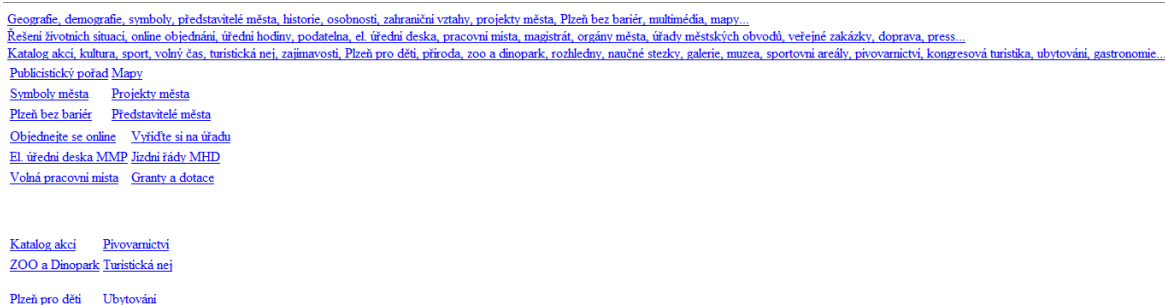 Geografie, demografie, symboly, představitelé města, historie, osobnosti, zahraniční vztahy, projekty města, Plzeň bez bariér, multimédia, mapy...
Řešení životních situací, online objednání, úřední hodiny, podatelna, el. úřední deska, pracovní místa, magistrát, orgány města, úřady městských obvodů, veřejné zakázky, doprava, press...
Katalog akcí, kultura, sport, volný čas, turistická nej, zajímavosti, Plzeň pro děti, příroda, zoo a dinopark, rozhledny, naučné stezky, galerie, muzea, sportovní areály, pivovarnictví, kongresová turistika, ubytování, gastronomie...
Publicistický pořad Mapy
Symboly města Projekty města
Plzeň bez bariér Představitelé města
Objednejte se online Vyřiďte si na úřadu
El. úřední deska MMP Jízdní řády MHD
Volná pracovní místa Granty a dotace
Katalog akcí Pivovarnictví
ZOO a Dinopark Turistická nej
Plzeň pro děti Ubytování